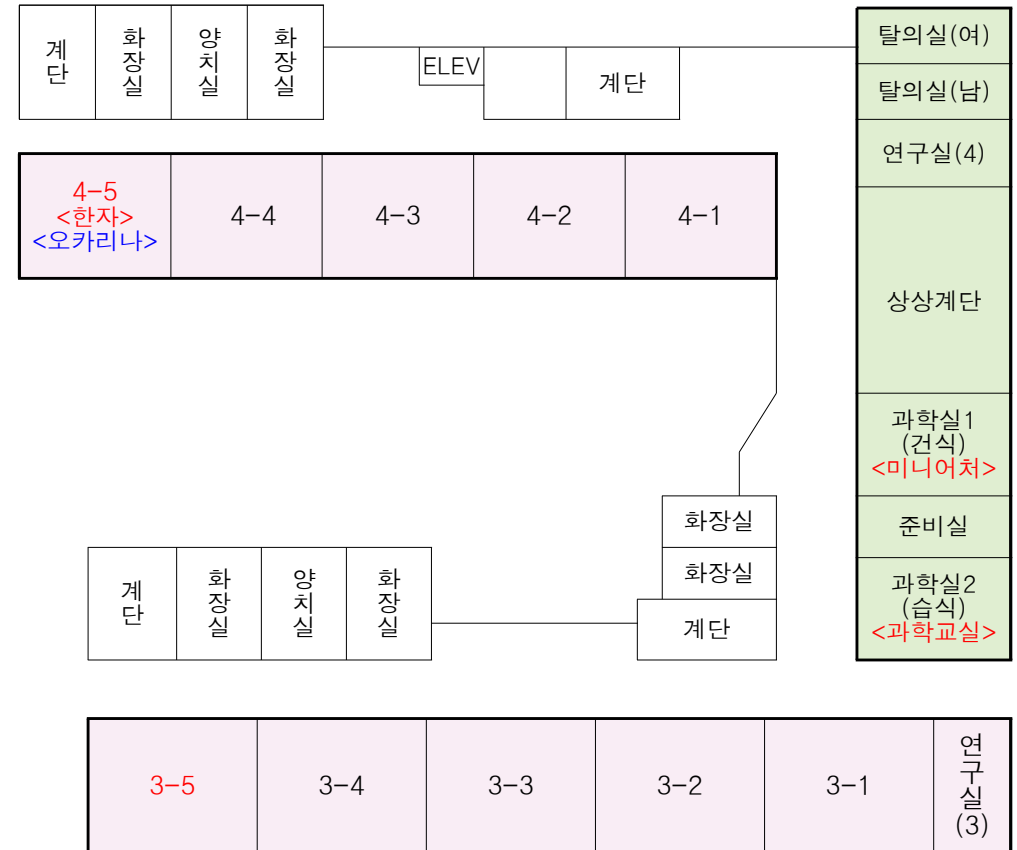 계단
화장실
양치실
화장실
ELEV
계단
탈의실(여)
탈의실(남)
연구실(4)
4-5
<한자>
<오카리나>
4-4
4-3
4-2
4-1
상상계단
과학실1
(건식)
<미니어처>
화장실
준비실
화장실
계단
화장실
양치실
화장실
계단
과학실2
(습식)
<과학교실>
3-5
3-4
3-3
3-2
3-1
연구실(3)